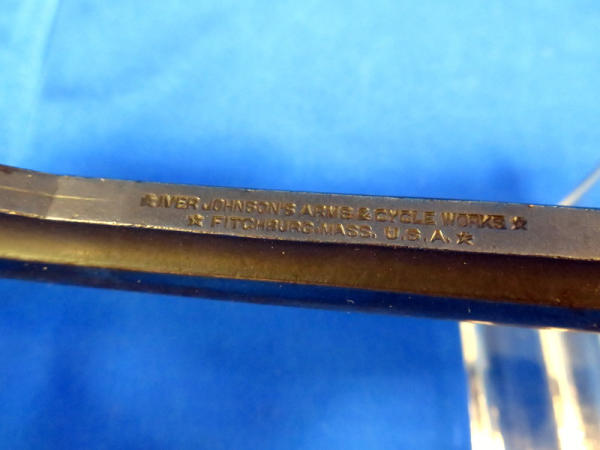 ★ IVER JOHNSON'S ARMS & CYCLE WORKS ★
★ FITCHBURG, MASS. U.S.A. ★